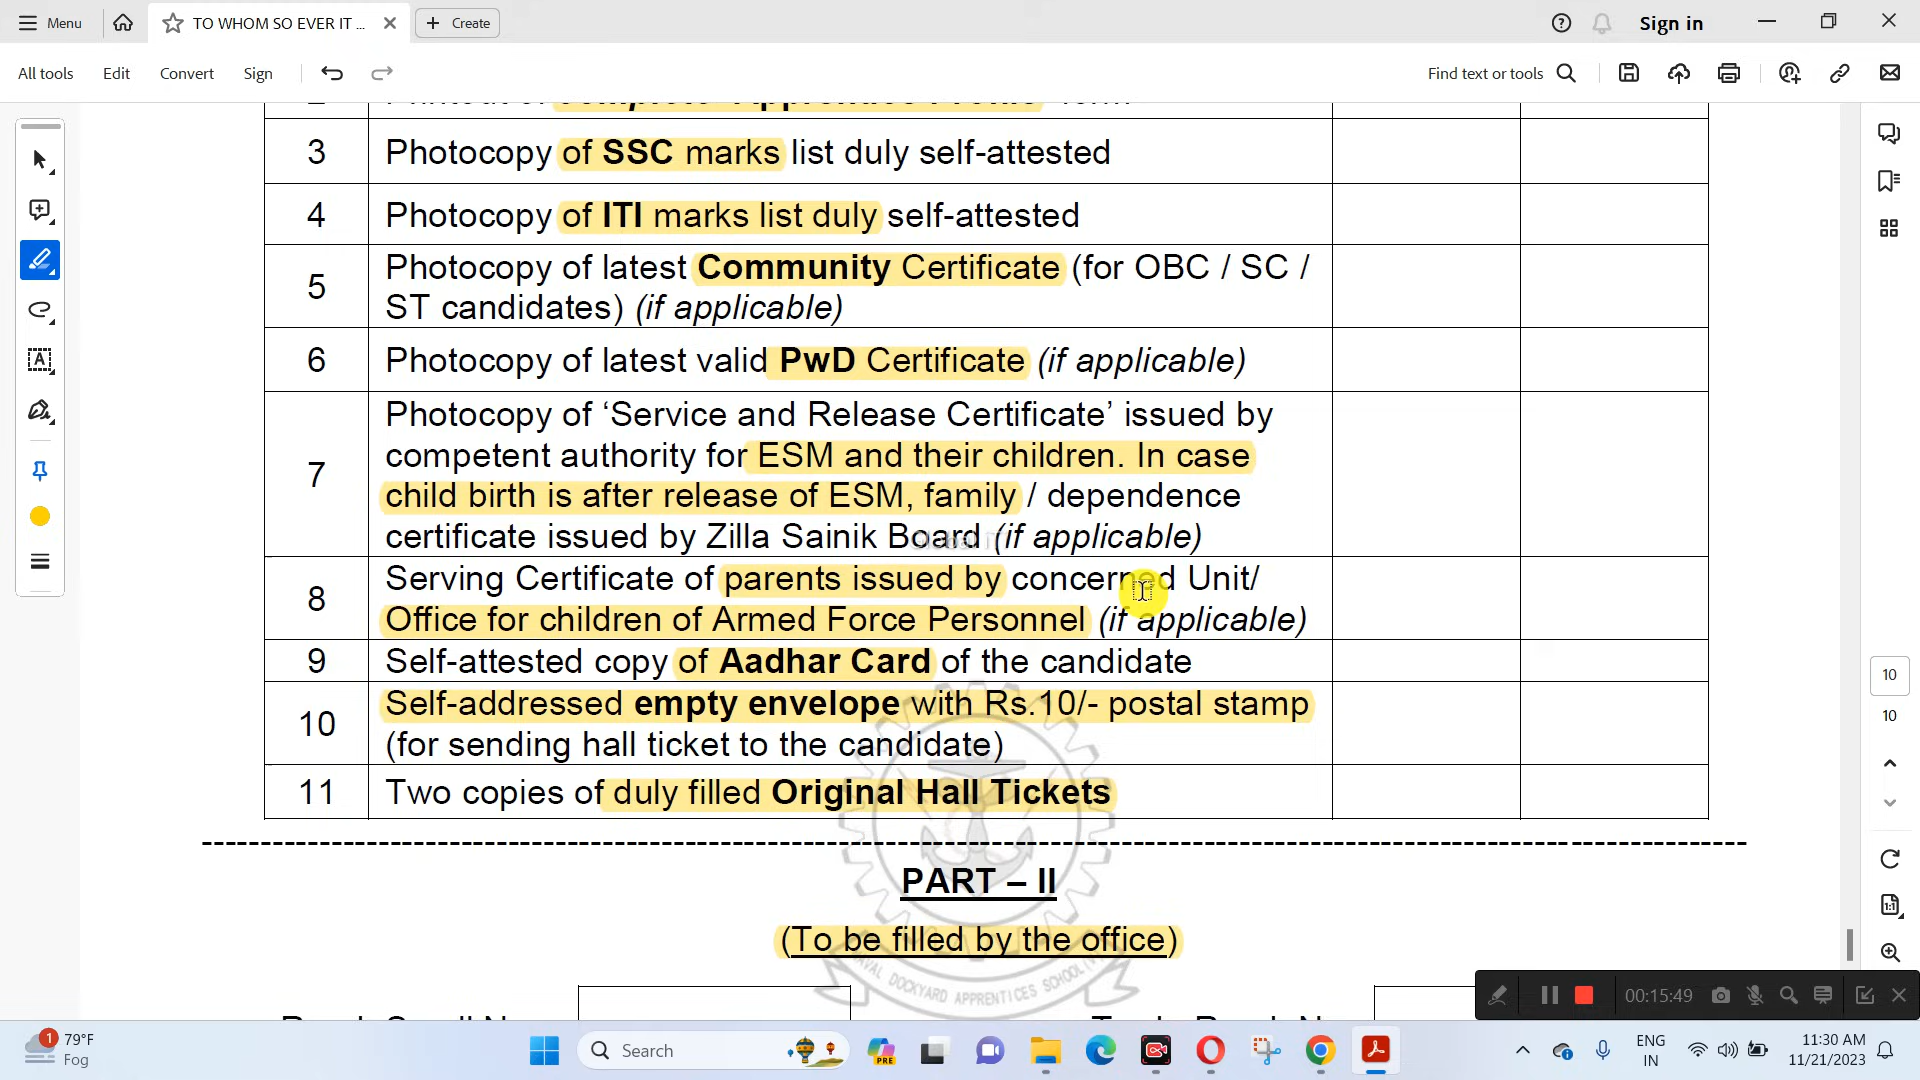 Menu
TO WHOM SO EVER IT ...
Create
Sign in
All tools
Edit
Convert
Sign
Find text or tools
3
Photocopy of SSC marks list duly self-attested
4
Photocopy of ITI marks list duly self-attested
5
Photocopy of latest Community Certificate (for OBC / SC /
ST candidates) (if applicable)
6
Photocopy of latest valid PwD Certificate (if applicable)
7
Photocopy of ‘Service and Release Certificate’ issued by
competent authority for ESM and their children. In case
child birth is after release of ESM, family / dependence
certificate issued by Zilla Sainik Board (if applicable)
8
Serving Certificate of parents issued by concerned Unit/
Office for children of Armed Force Personnel (if applicable)
9
Self-attested copy of Aadhar Card of the candidate
10
Self-addressed empty envelope with Rs.10/- postal stamp
(for sending hall ticket to the candidate)
11
Two copies of duly filled Original Hall Tickets
PART – II
(To be filled by the office)
NAVAL DOCKYARD APPRENTICES SCHOOL (V)
10
10
00:15:49
1
79°F
Fog
Search
PRE
ENG
IN
11:30 AM
11/21/2023